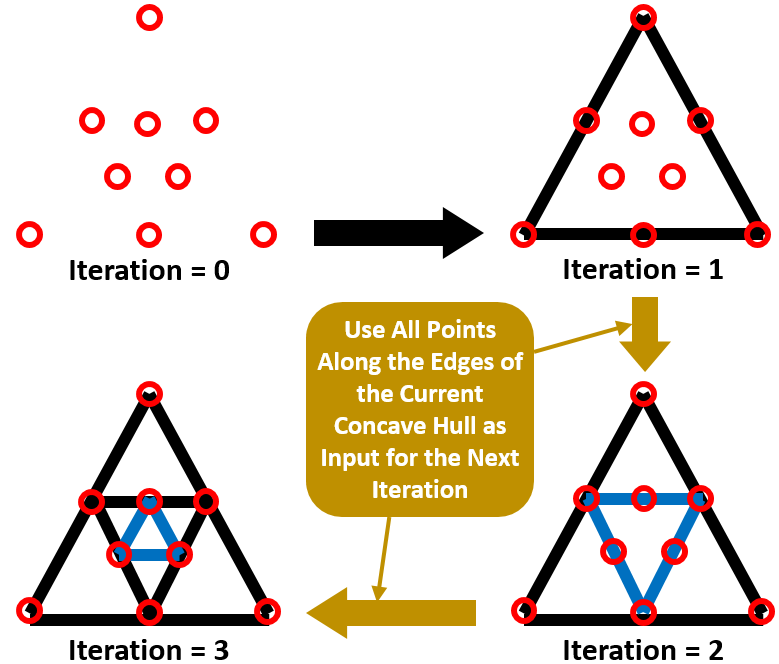 Iteration = 0
Iteration = 1
Use All Points
Along the Edges of
the Current
Concave Hull as
Input for the Next
Iteration
Iteration = 3
Iteration = 2